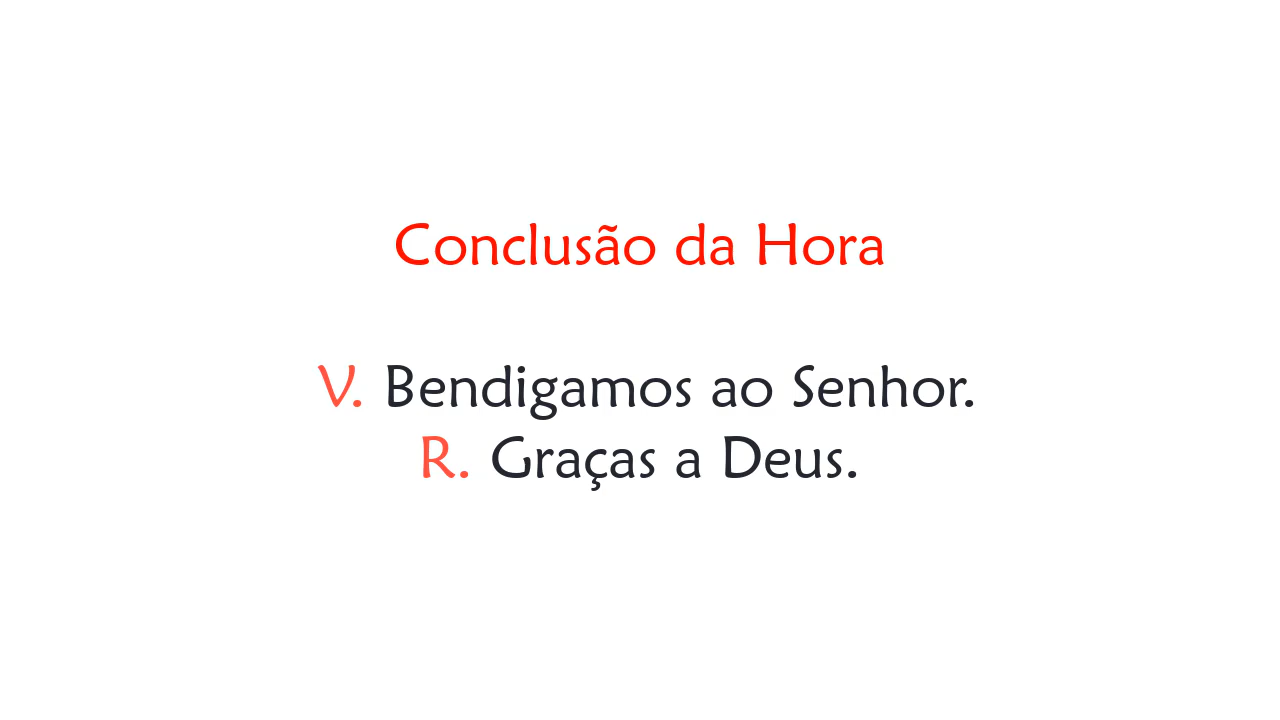 Conclusão da Hora
V. Bendigamos ao Senhor.
R. Graças a Deus.